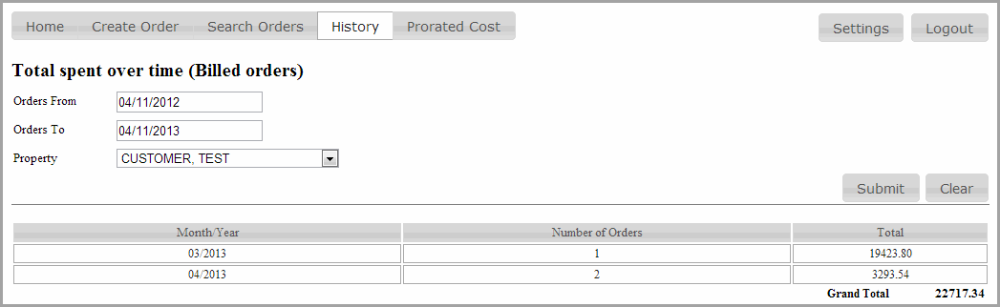 Home Create Order Search Orders History Prorated Cost Settings Logout
Total spent over time (Billed orders)
Orders From 04/11/2012
Orders To 04/11/2013
Property CUSTOMER, TEST
Submit Clear
Month/Year Number of Orders Total
03/2013 1 19423.80
04/2013 2 3293.54
Grand Total 22717.34